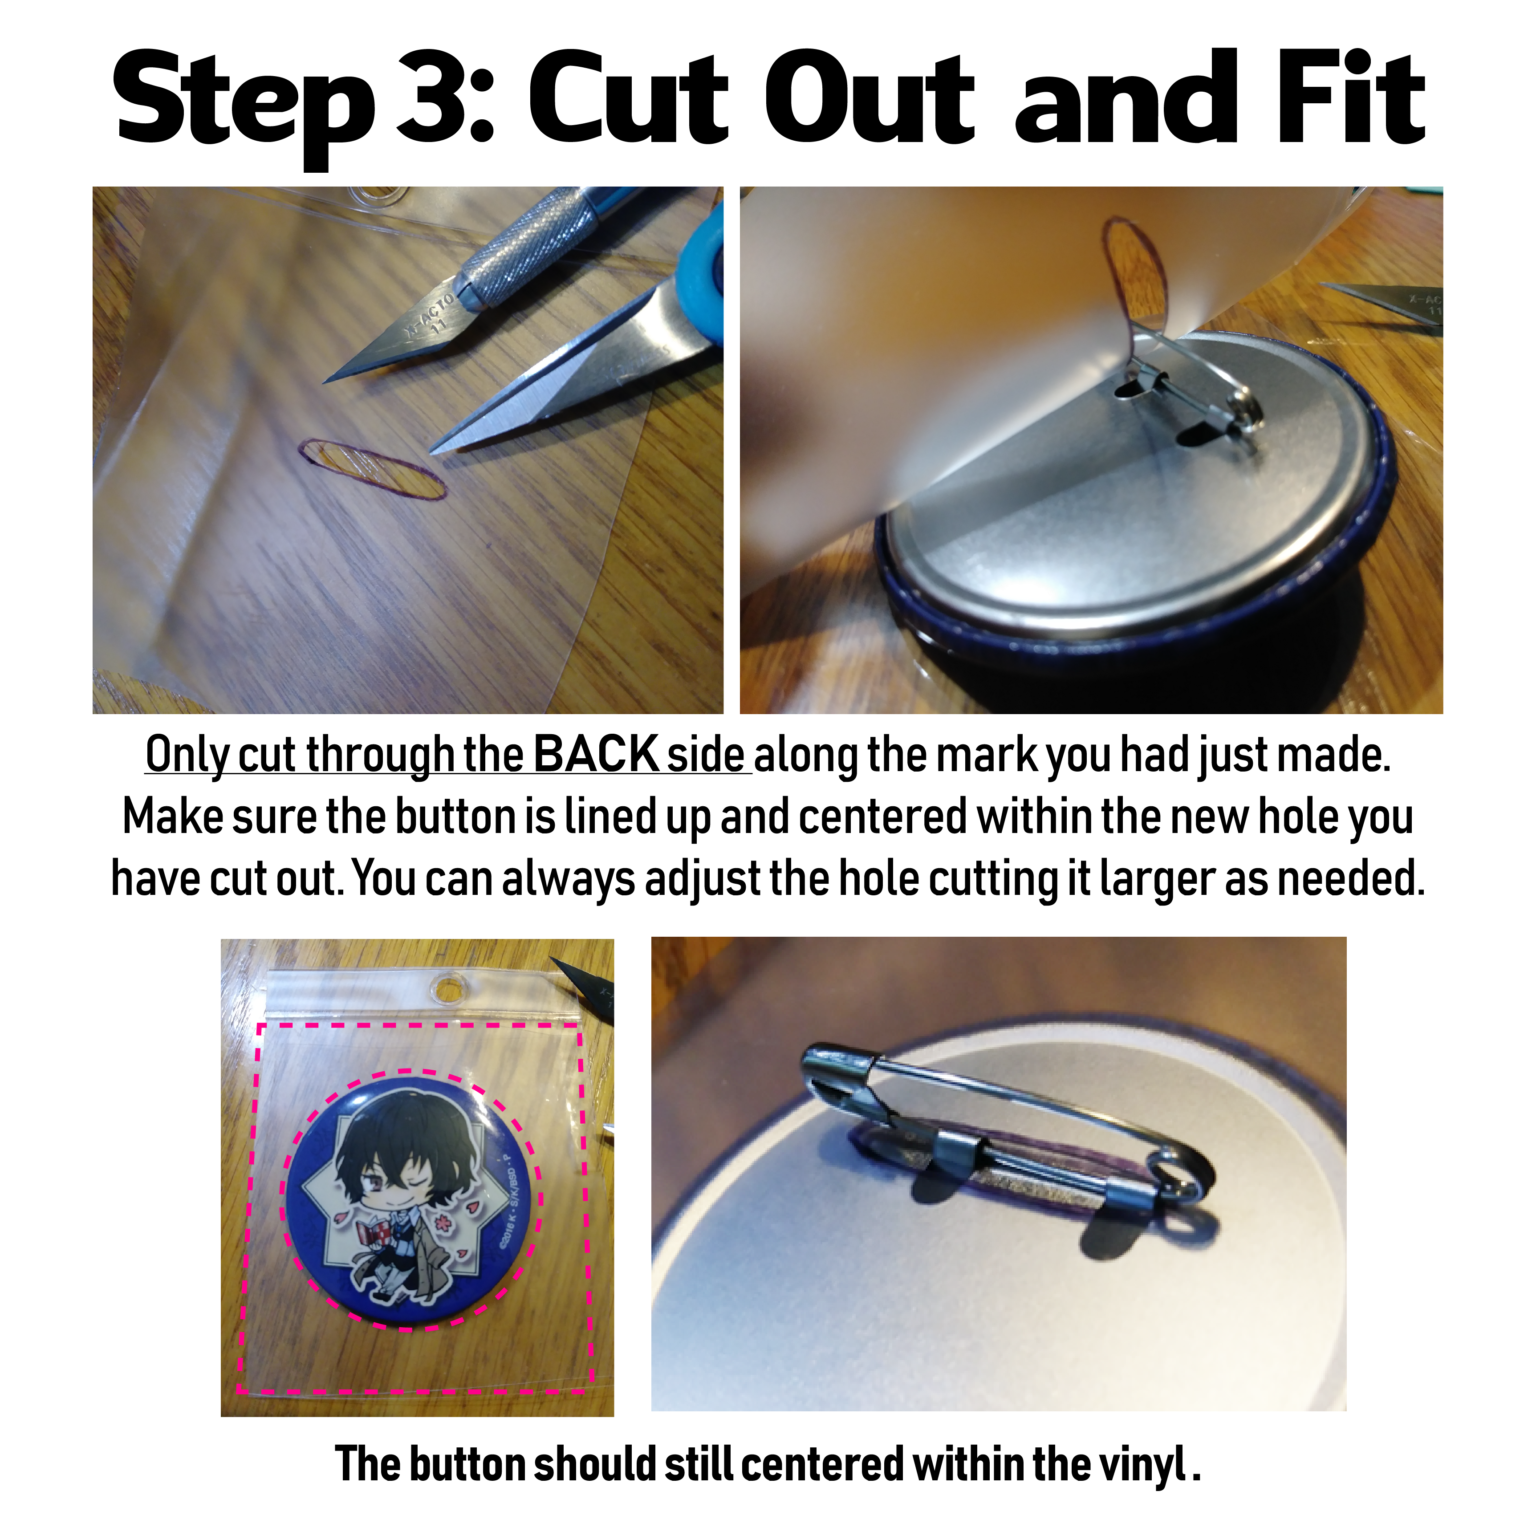 Step 3: Cut Out and Fit
X-ACTO
11
X-AC
11
Only cut through the BACK side along the mark you had just made.
Make sure the button is lined up and centered within the new hole you
have cut out. You can always adjust the hole cutting it larger as needed.
©2016 K・S/K/BSD・P
The button should still centered within the vinyl.